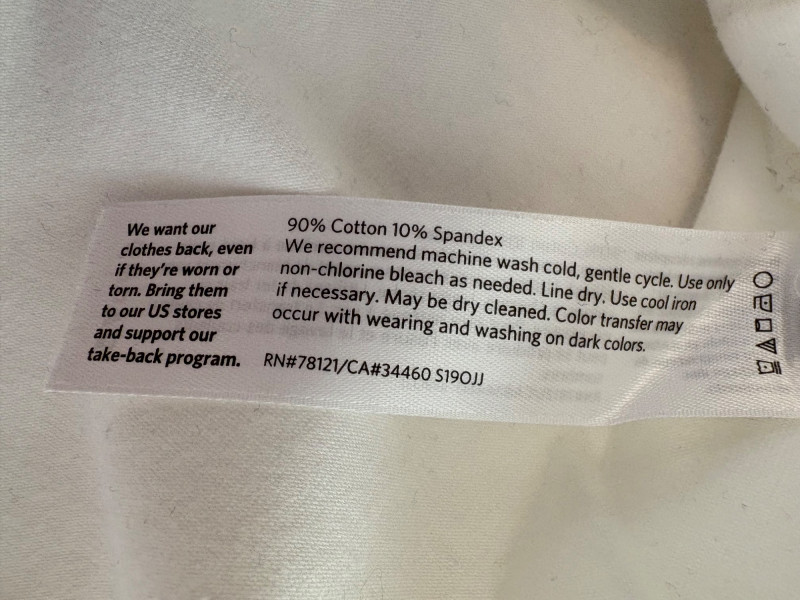 We want our
clothes back, even
if they're worn or
torn. Bring them
to our US stores
and support our
take-back program.
90% Cotton 10% Spandex
We recommend machine wash cold, gentle cycle. Use only
non-chlorine bleach as needed. Line dry. Use cool iron
if necessary. May be dry cleaned. Color transfer may
occur with wearing and washing on dark colors.
RN#78121/CA#34460 S19OJJ